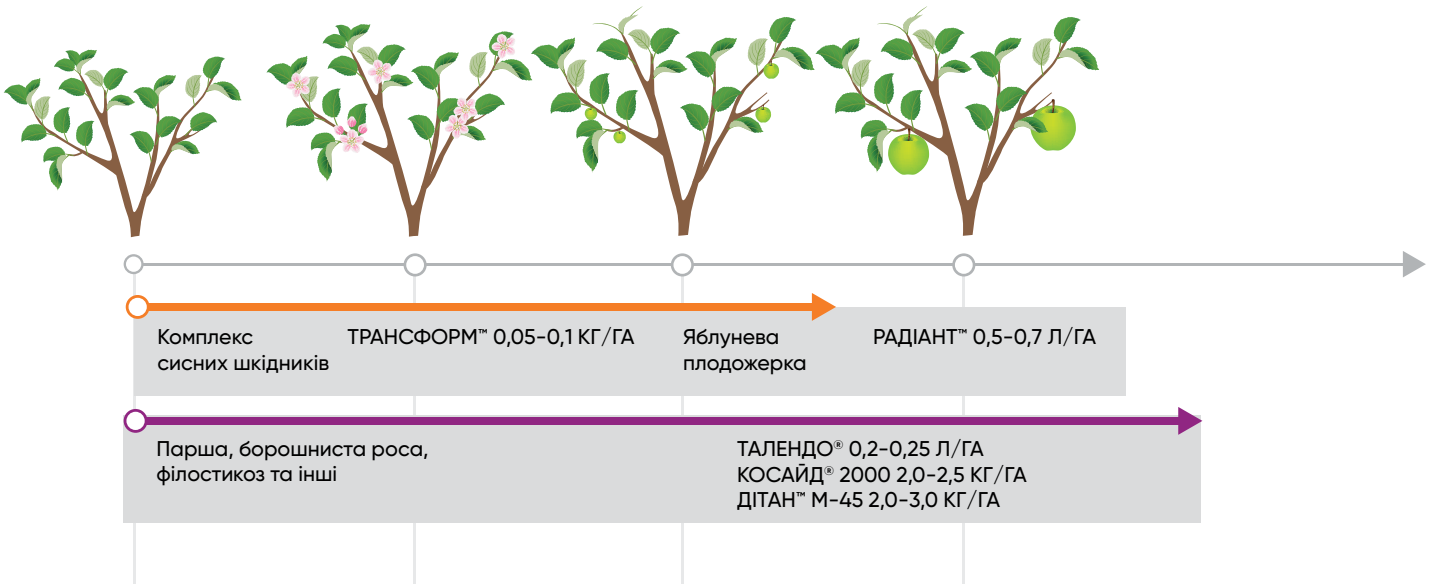 Комплекс
сисних шкідників
ТРАНСФОРМ™ 0,05-0,1 КГ/ГА
Яблунева
плодожерка
РАДІАНТ™ 0,5-0,7 Л/ГА
Парша, борошниста роса,
філостикоз та інші
ТАЛЕНДО® 0,2-0,25 Л/ГА
КОСАЙД® 2000 2,0-2,5 КГ/ГА
ДІТАН™ М-45 2,0-3,0 КГ/ГА